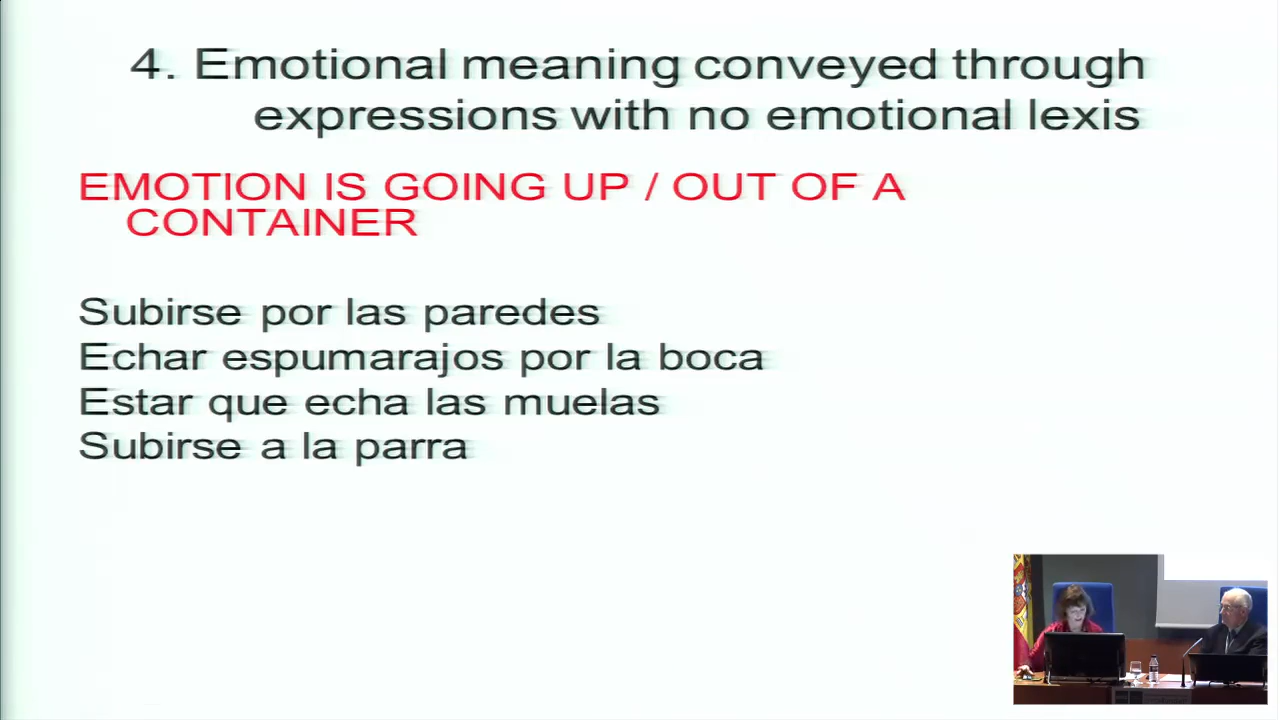 4. Emotional meaning conveyed through
expressions with no emotional lexis
EMOTION IS GOING UP / OUT OF A
CONTAINER
Subirse por las paredes
Echar espumarajos por la boca
Estar que echa las muelas
Subirse a la parra